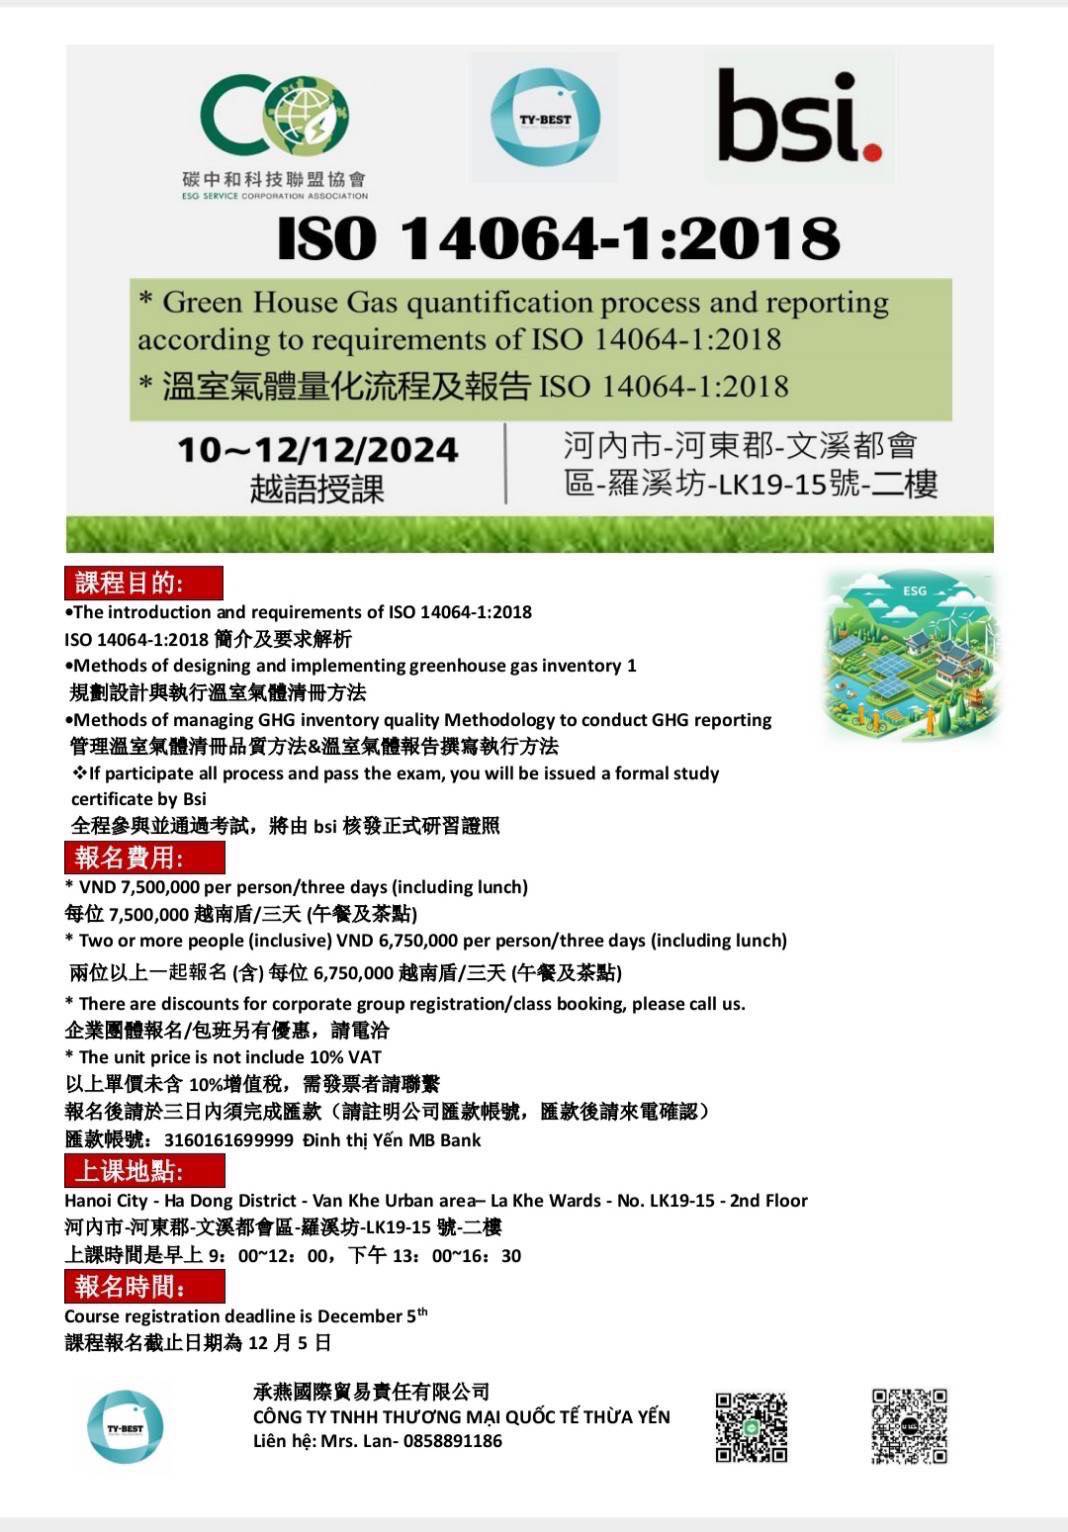 碳中和科技聯盟協會
ESG SERVICE CORPORATION ASSOCIATION
TY-BEST
bsi.
ISO 14064-1:2018
* Green House Gas quantification process and reporting
according to requirements of ISO 14064-1:2018
* 溫室氣體量化流程及報告 ISO 14064-1:2018
10~12/12/2024
越語授課
河內市-河東郡-文溪都會
區-羅溪坊-LK19-15號-二樓
課程目的:
•The introduction and requirements of ISO 14064-1:2018
ISO 14064-1:2018 簡介及要求解析
•Methods of designing and implementing greenhouse gas inventory 1
規劃設計與執行溫室氣體清冊方法
•Methods of managing GHG inventory quality Methodology to conduct GHG reporting
管理溫室氣體清冊品質方法&溫室氣體報告撰寫執行方法
❖If participate all process and pass the exam, you will be issued a formal study
certificate by Bsi
全程參與並通過考試，將由 bsi 核發正式研習證照
ESG
報名費用:
* VND 7,500,000 per person/three days (including lunch)
每位 7,500,000 越南盾/三天 (午餐及茶點)
* Two or more people (inclusive) VND 6,750,000 per person/three days (including lunch)
兩位以上一起報名 (含) 每位 6,750,000 越南盾/三天 (午餐及茶點)
* There are discounts for corporate group registration/class booking, please call us.
企業團體報名/包班另有優惠，請電洽
* The unit price is not include 10% VAT
以上單價未含 10%增值稅，需發票者請聯繫
報名後請於三日內須完成匯款（請註明公司匯款帳號，匯款後請來電確認）
匯款帳號：3160161699999 Đinh thị Yến MB Bank
上课地點:
Hanoi City - Ha Dong District - Van Khe Urban area– La Khe Wards - No. LK19-15 - 2nd Floor
河內市-河東郡-文溪都會區-羅溪坊-LK19-15 號-二樓
上課時間是早上 9：00~12：00，下午 13：00~16：30
報名時間：
Course registration deadline is December 5th
課程報名截止日期為 12 月 5 日
TY-BEST
承燕國際貿易責任有限公司
CÔNG TY TNHH THƯƠNG MẠI QUỐC TẾ THỪA YẾN
Liên hệ: Mrs. Lan- 0858891186